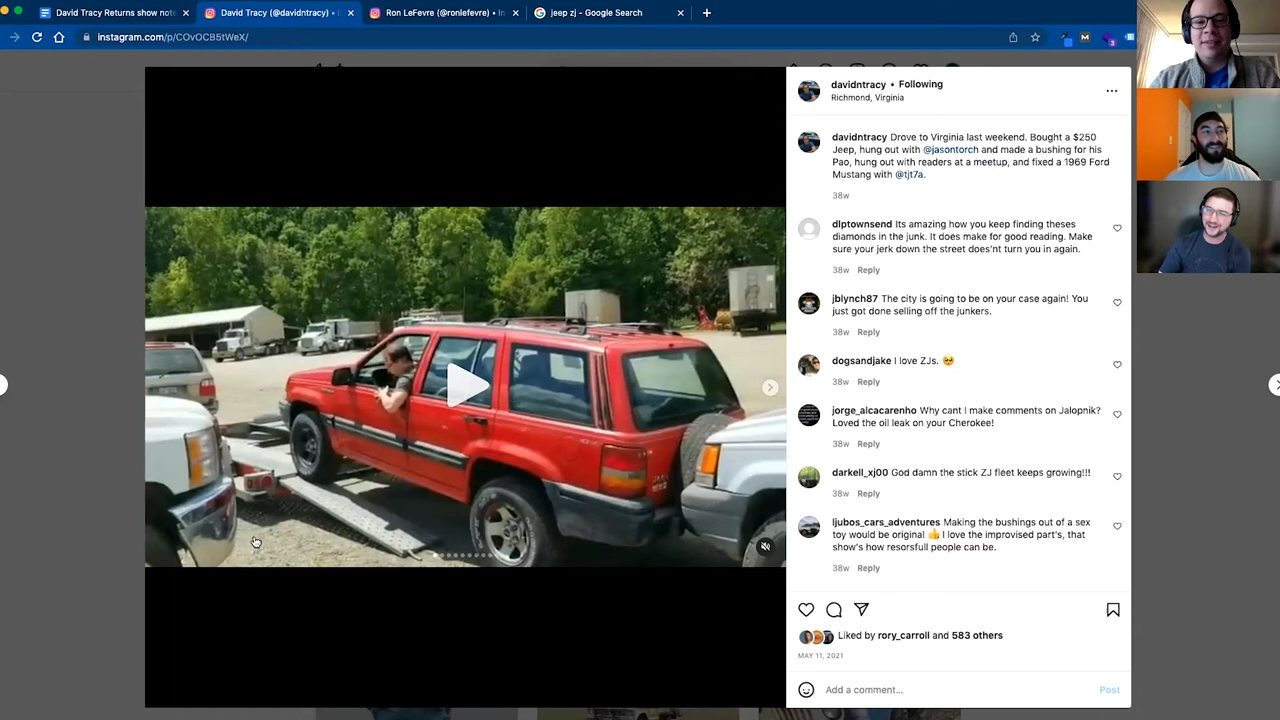 David Tracy Returns show note
David Tracy (@davidntracy) •
Ron LeFevre (@ronlefevre) • In
jeep zj - Google Search
instagram.com/p/COvOCB5tWeX/
M
3
davidntracy • Following
Richmond, Virginia
davidntracy Drove to Virginia last weekend. Bought a $250
Jeep, hung out with @jasontorch and made a bushing for his
Pao, hung out with readers at a meetup, and fixed a 1969 Ford
Mustang with @tjt7a.
38w
dlptownsend Its amazing how you keep finding theses
diamonds in the junk. It does make for good reading. Make
sure your jerk down the street does'nt turn you in again.
38w Reply
jblynch87 The city is going to be on your case again! You
just got done selling off the junkers.
38w Reply
dogsandjake I love ZJs. 🥺
38w Reply
jorge_alcacarenho Why cant I make comments on Jalopnik?
Loved the oil leak on your Cherokee!
38w Reply
darkell_xj00 God damn the stick ZJ fleet keeps growing!!!
38w Reply
ljubos_cars_adventures Making the bushings out of a sex
toy would be original 👍 I love the improvised part's, that
show's how resorsfull people can be.
38w Reply
Liked by rory_carroll and 583 others
MAY 11, 2021
Add a comment...
Post